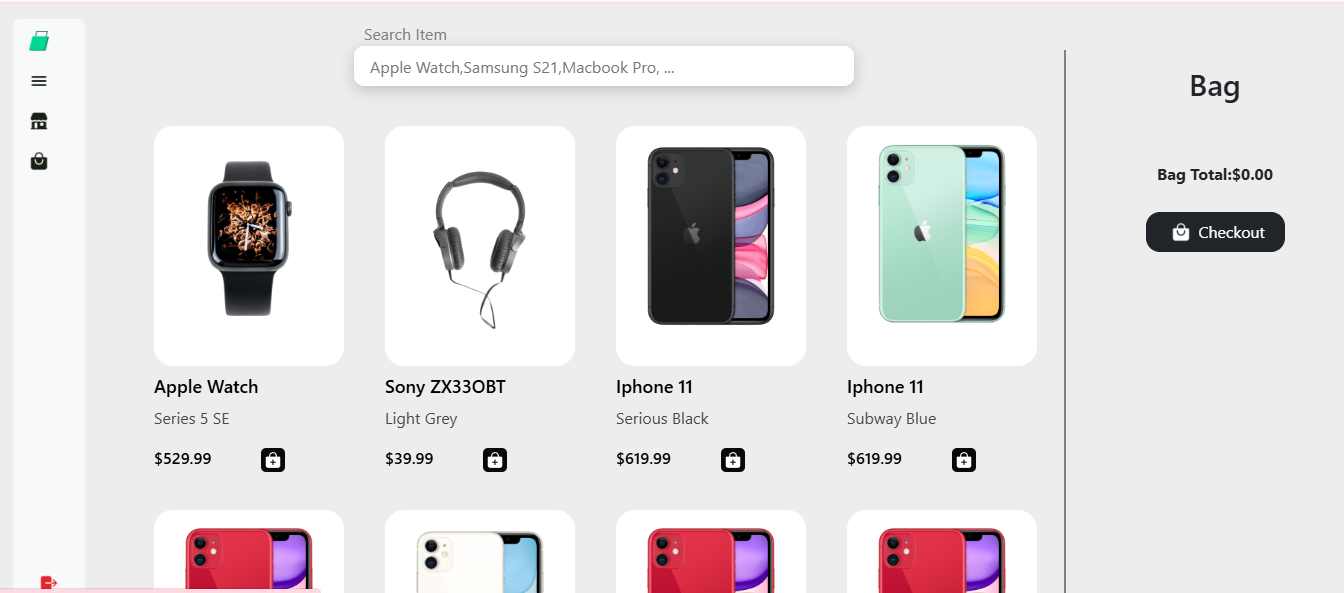 Search Item
Apple Watch,Samsung S21,Macbook Pro, ...
Bag
Bag Total:$0.00
Checkout
Apple Watch
Series 5 SE
$529.99
Sony ZX33OBT
Light Grey
$39.99
Iphone 11
Serious Black
$619.99
Iphone 11
Subway Blue
$619.99